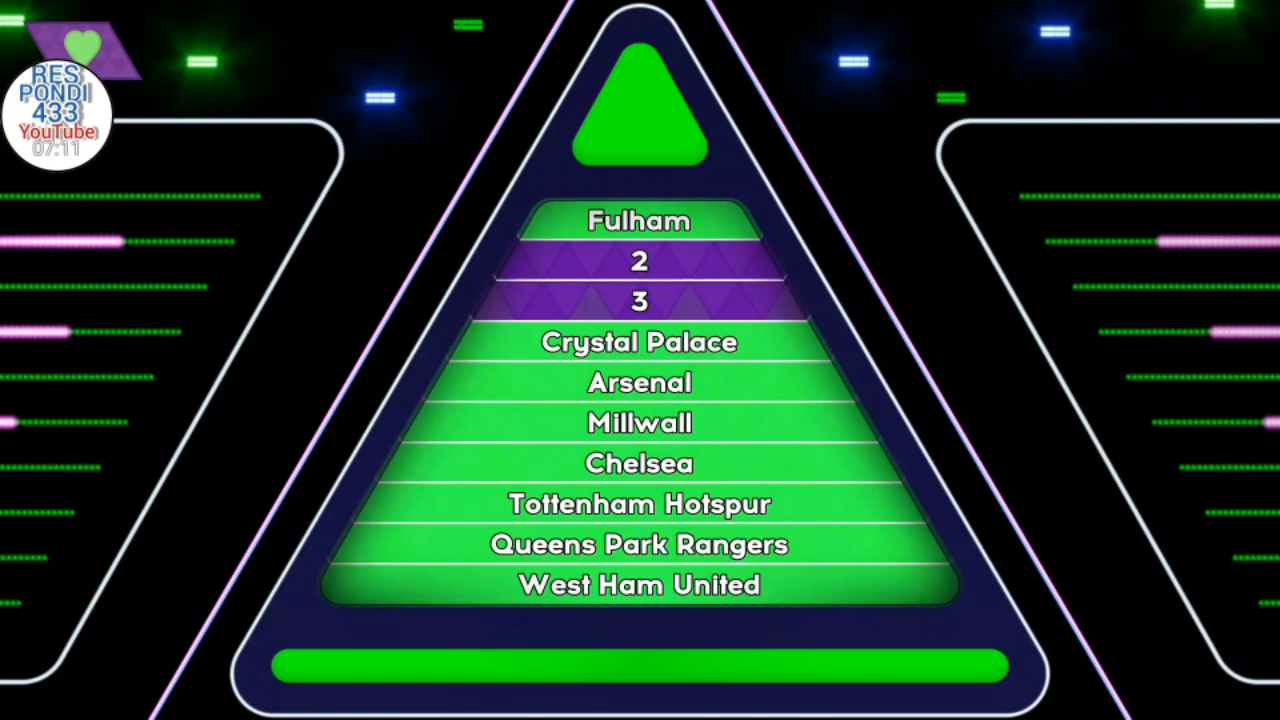 RES
PONDI
433
YouTube
07:11
Fulham
2
3
Crystal Palace
Arsenal
Millwall
Chelsea
Tottenham Hotspur
Queens Park Rangers
West Ham United